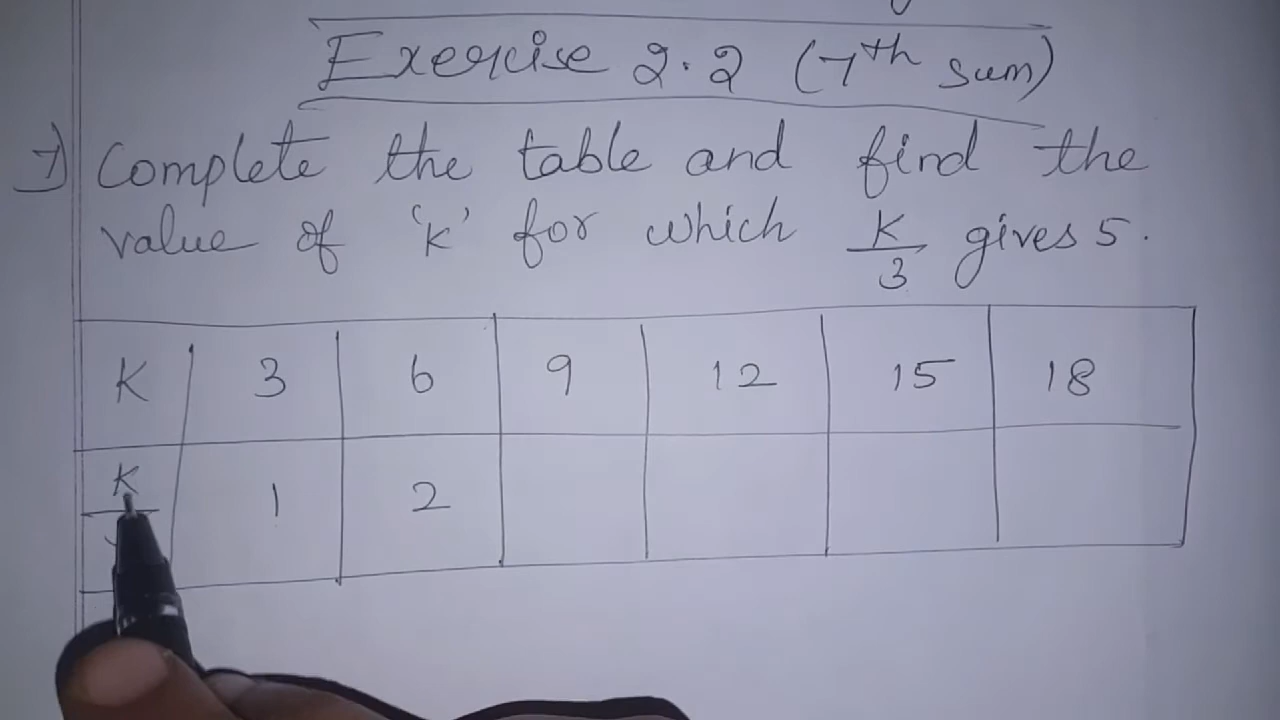 Exercise 2.2 (7th sum)
7) Complete the table and find the
value of 'K' for which K/3 gives 5.
K 3 6 9 12 15 18
K 1 2